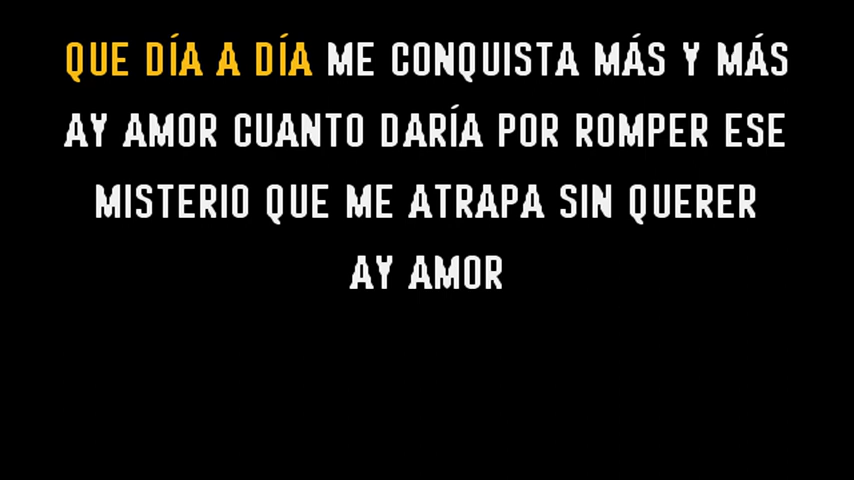 QUE DÍA A DÍA ME CONQUISTA MÁS Y MÁS
AY AMOR CUANTO DARÍA POR ROMPER ESE
MISTERIO QUE ME ATRAPA SIN QUERER
AY AMOR